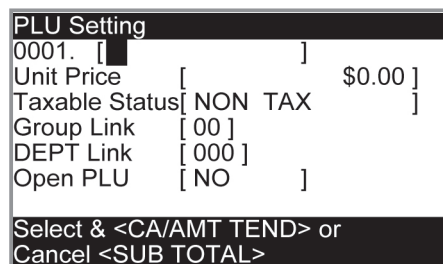 PLU Setting
0001. [ ]
Unit Price [ $0.00 ]
Taxable Status[ NON TAX ]
Group Link [ 00 ]
DEPT Link [ 000 ]
Open PLU [ NO ]
Select & <CA/AMT TEND> or
Cancel <SUB TOTAL>